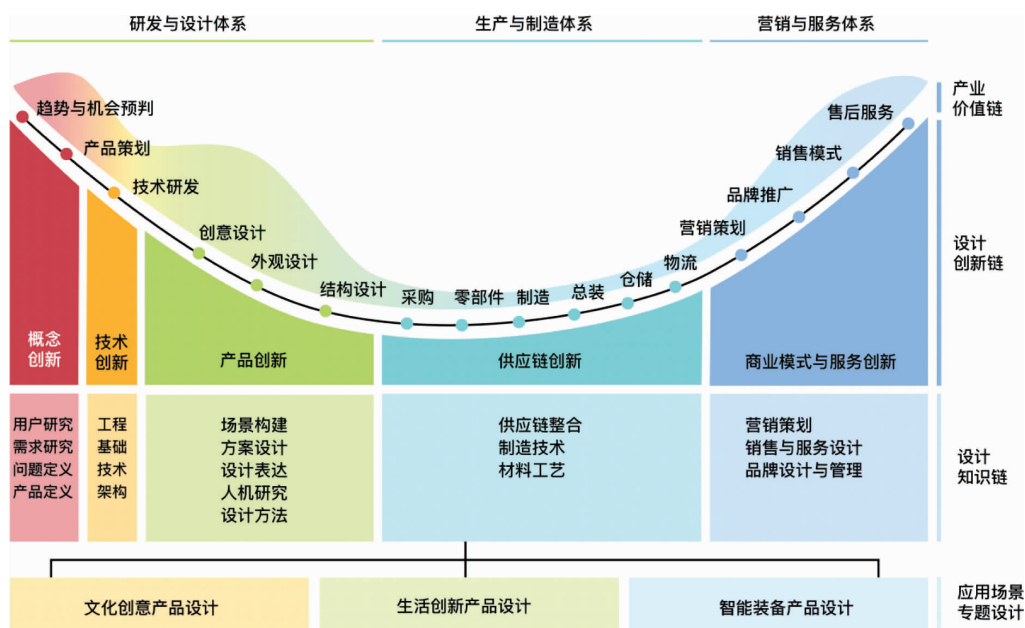 研发与设计体系
生产与制造体系
营销与服务体系
产业
价值链
趋势与机会预判
产品策划
技术研发
创意设计
外观设计
结构设计
采购
零部件
制造
总装
仓储
物流
营销策划
品牌推广
销售模式
售后服务
设计
创新链
概念
创新
技术
创新
产品创新
供应链创新
商业模式与服务创新
用户研究
需求研究
问题定义
产品定义
工程
基础
技术
架构
场景构建
方案设计
设计表达
人机研究
设计方法
供应链整合
制造技术
材料工艺
营销策划
销售与服务设计
品牌设计与管理
设计
知识链
文化创意产品设计
生活创新产品设计
智能装备产品设计
应用场景
专题设计